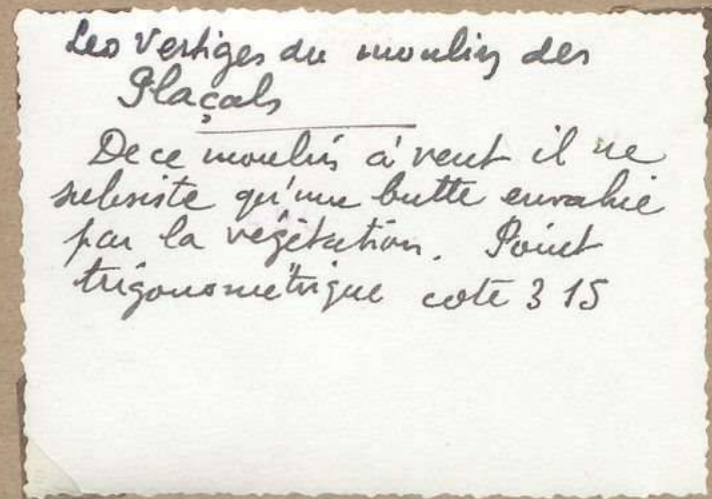 Les Vestiges du moulin des
Plaçals
De ce moulin à vent il ne
subsiste qu'une butte envahie
par la végétation. Point
trigonométrique cote 315